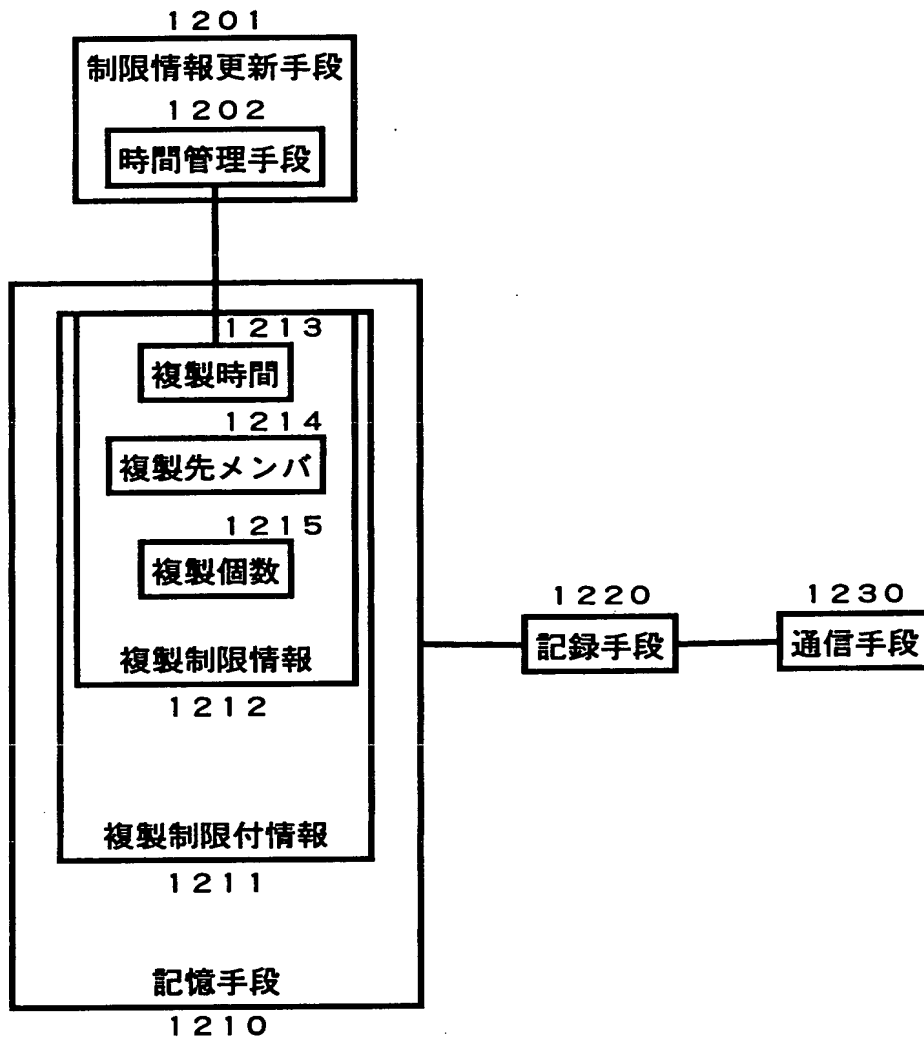 1201
制限情報更新手段
1202
時間管理手段
1213
複製時間
1214
複製先メンバ
1215
複製個数
複製制限情報
1212
複製制限付情報
1211
記憶手段
1210
1220
記録手段
1230
通信手段